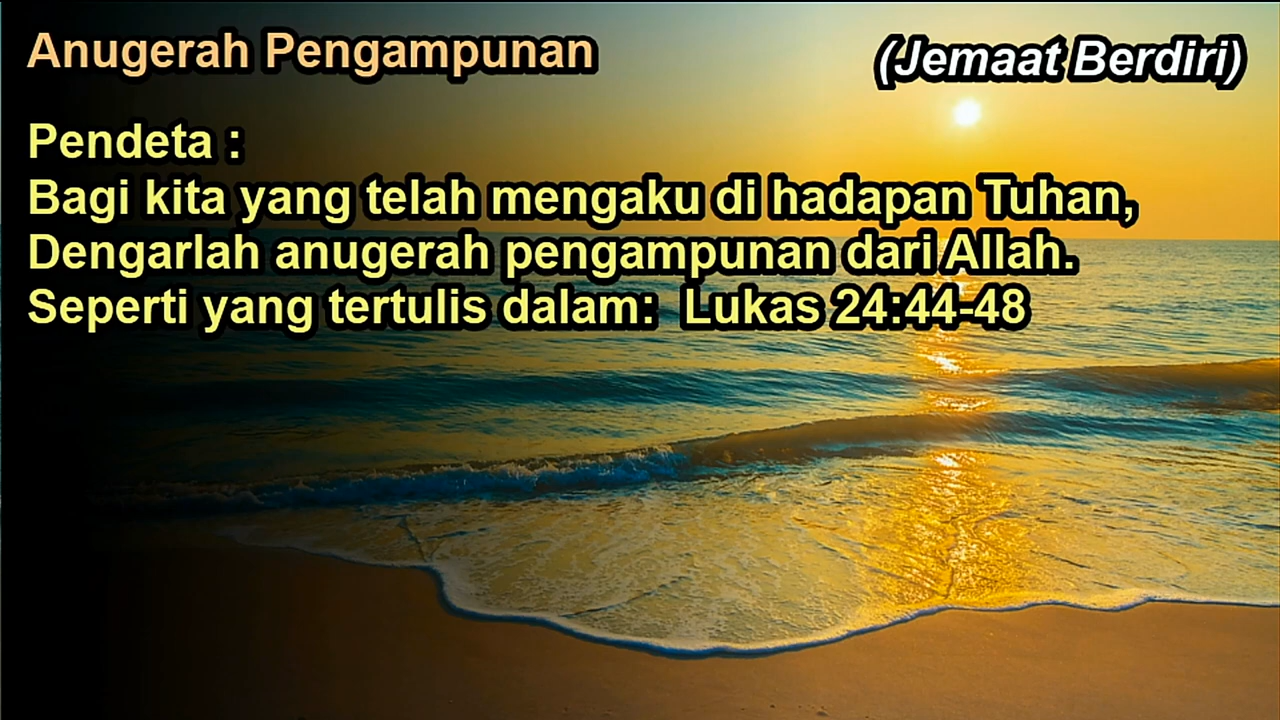 Anugerah Pengampunan
(Jemaat Berdiri)
Pendeta :
Bagi kita yang telah mengaku di hadapan Tuhan,
Dengarlah anugerah pengampunan dari Allah.
Seperti yang tertulis dalam: Lukas 24:44-48